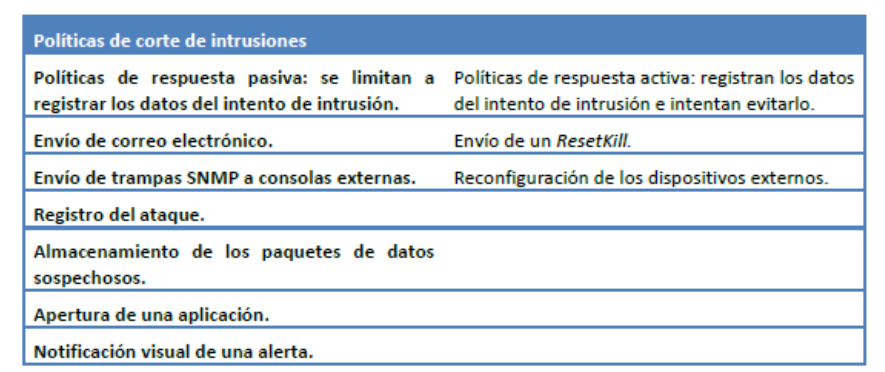 Políticas de corte de intrusiones
Políticas de respuesta pasiva: se limitan a
registrar los datos del intento de intrusión.
Políticas de respuesta activa: registran los datos
del intento de intrusión e intentan evitarlo.
Envío de correo electrónico.
Envío de un ResetKill.
Envío de trampas SNMP a consolas externas.
Reconfiguración de los dispositivos externos.
Registro del ataque.
Almacenamiento de los paquetes de datos
sospechosos.
Apertura de una aplicación.
Notificación visual de una alerta.